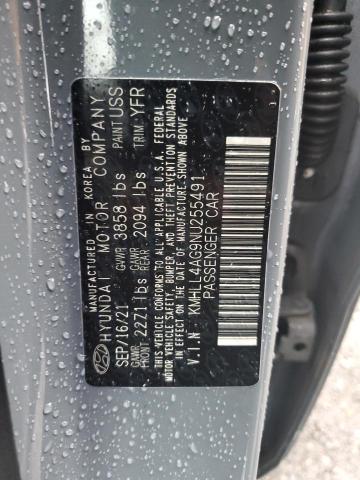 MANUFACTURED IN KOREA BY
HYUNDAI MOTOR COMPANY
SEP/16/21 GVWR 3858 lbs PAINT USS
GAWR FRONT 2271 lbs GAWR REAR 2094 lbs TRIM YFR
THIS VEHICLE CONFORMS TO ALL APPLICABLE U.S.A. FEDERAL
MOTOR VEHICLE SAFETY, BUMPER AND THEFT PREVENTION STANDARDS
IN EFFECT ON THE DATE OF MANUFACTURE SHOWN ABOVE.
V.I.N KMHLL4AG9NU255491
PASSENGER CAR